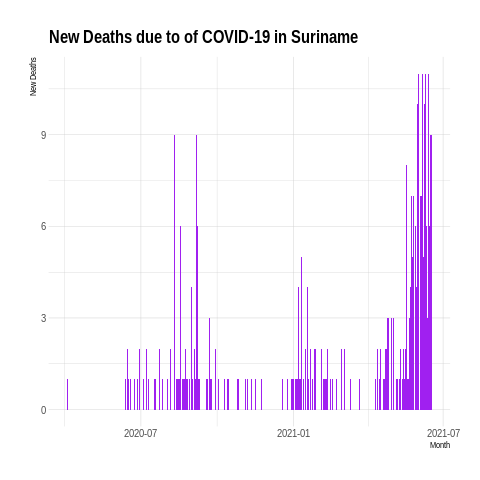 New Deaths due to of COVID-19 in Suriname
New Deaths
9
6
3
0
2020-07
2021-01
2021-07
Month